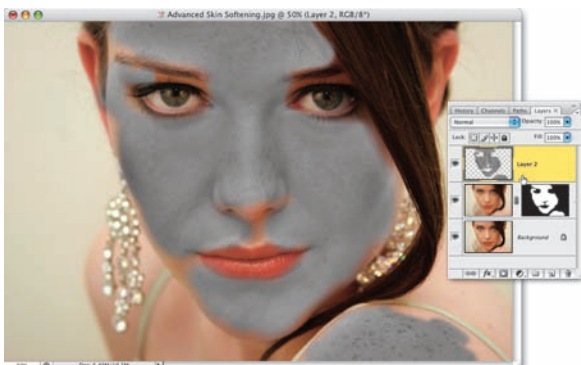 Advanced Skin Softening.jpg @ 50% (Layer 2, RGB/8*)
History Channels Paths Layers ×
Normal Opacity: 100%
Lock: Fill: 100%
Layer 2
Background